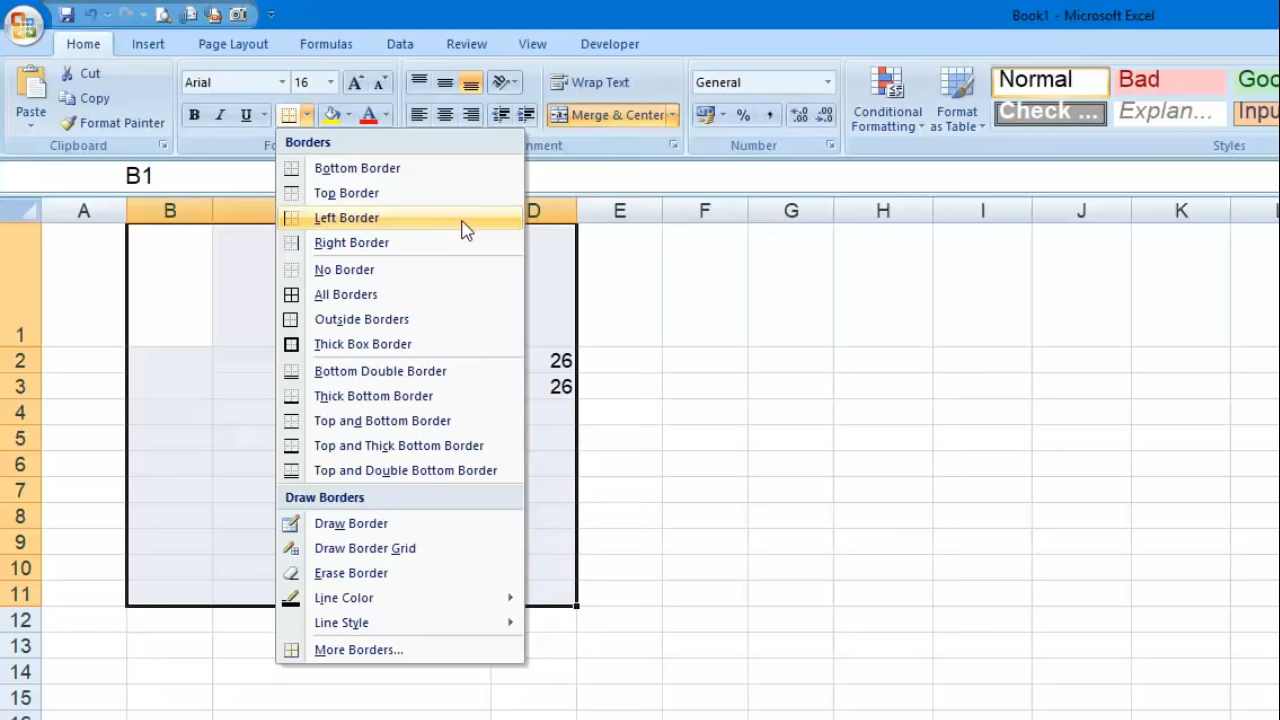 Book1 - Microsoft Excel
Home Insert Page Layout Formulas Data Review View Developer
Paste
Cut
Copy
Format Painter
Clipboard
Arial 16
B I U
Wrap Text
Merge & Center
General
% ,
Number
Conditional Formatting
Format as Table
Normal Bad
Check ... Explan...
Styles
B1
A B D E F G H I J K
Borders
Bottom Border
Top Border
Left Border
Right Border
No Border
All Borders
Outside Borders
Thick Box Border
Bottom Double Border
Thick Bottom Border
Top and Bottom Border
Top and Thick Bottom Border
Top and Double Bottom Border
Draw Borders
Draw Border
Draw Border Grid
Erase Border
Line Color
Line Style
More Borders...
1
2 26
3 26
4
5
6
7
8
9
10
11
12
13
14
15